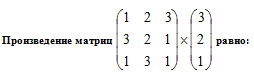 Произведение матриц (1 2 3 3 2 1 1 3 1) × (3 2 1) равно: